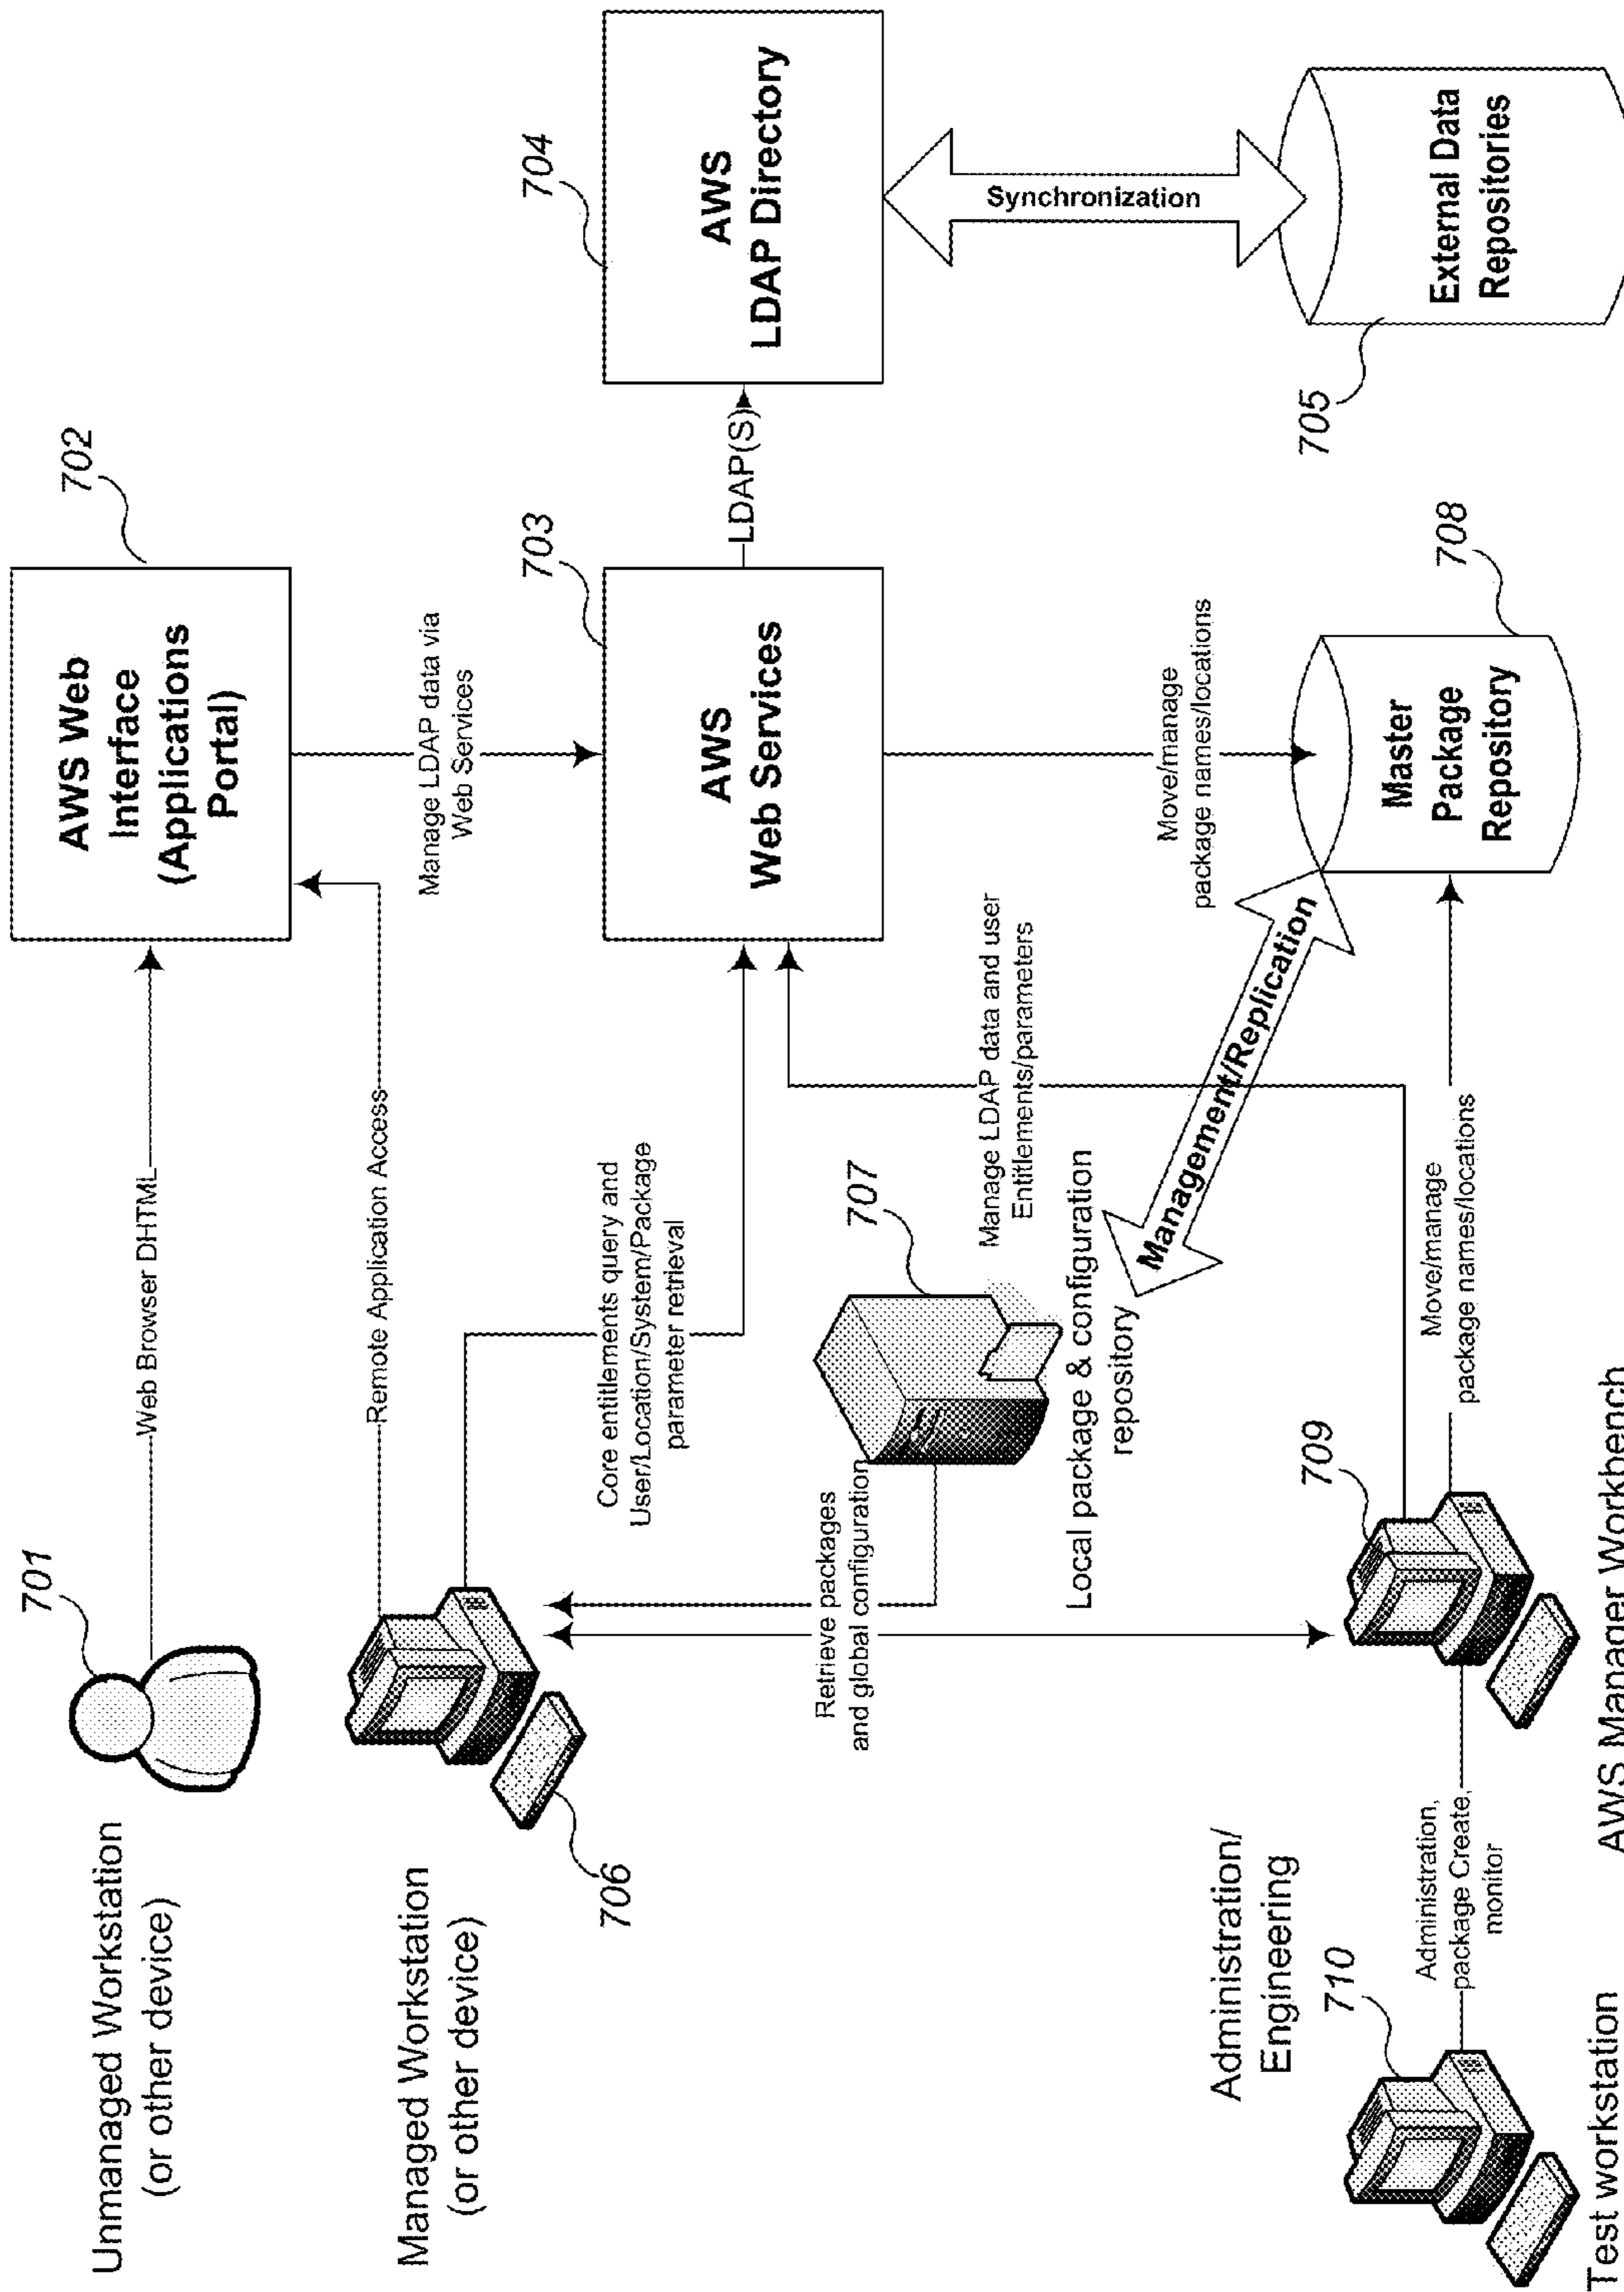 Unmanaged Workstation
(or other device)
701
Web Browser DHTML
AWS Web
Interface
(Applications
Portal)
702
Managed Workstation
(or other device)
706
Remote Application Access
Manage LDAP data via
Web Services
Core entitlements query and
User/Location/System/Package
parameter retrieval
AWS
Web Services
703
LDAP(S)
AWS
LDAP Directory
704
Synchronization
External Data
Repositories
705
Retrieve packages
and global configuration
707
Local package & configuration
repository
Manage LDAP data and user
Entitlements/parameters
Management/Replication
Move/manage
package names/locations
Master
Package
Repository
708
Administration/
Engineering
710
Administration,
package Create,
monitor
709
Move/manage
package names/locations
Test workstation
AWS Manager Workbench